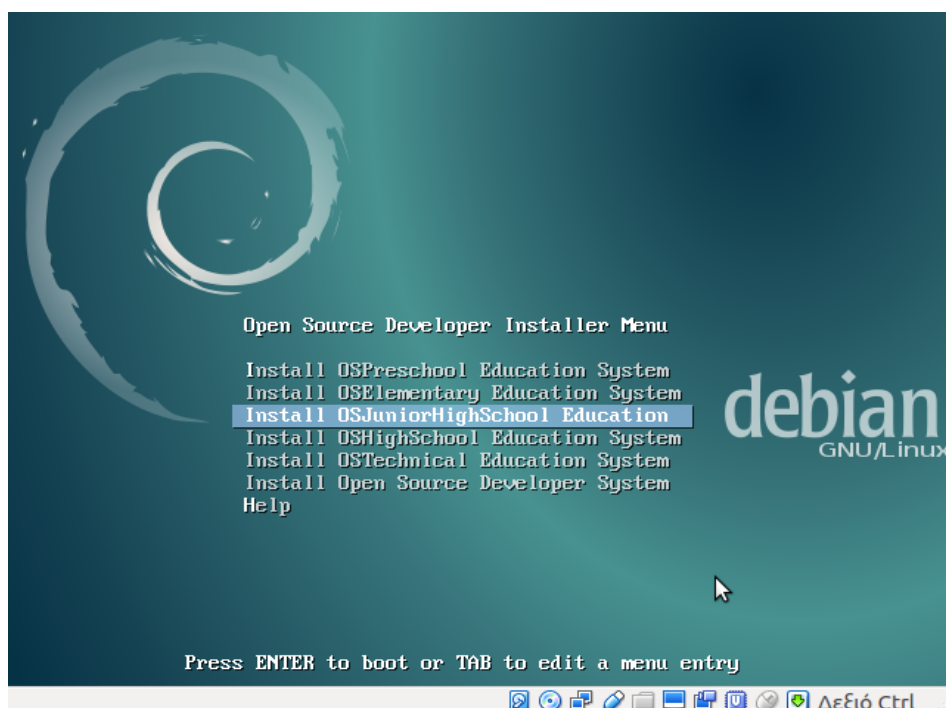 Open Source Developer Installer Menu
Install OSPreschool Education System
Install OSElementary Education System
Install OSJuniorHighSchool Education
Install OSHighSchool Education System
Install OSTechnical Education System
Install Open Source Developer System
Help
debian
GNU/Linux
Press ENTER to boot or TAB to edit a menu entry
Δεξιό Ctrl